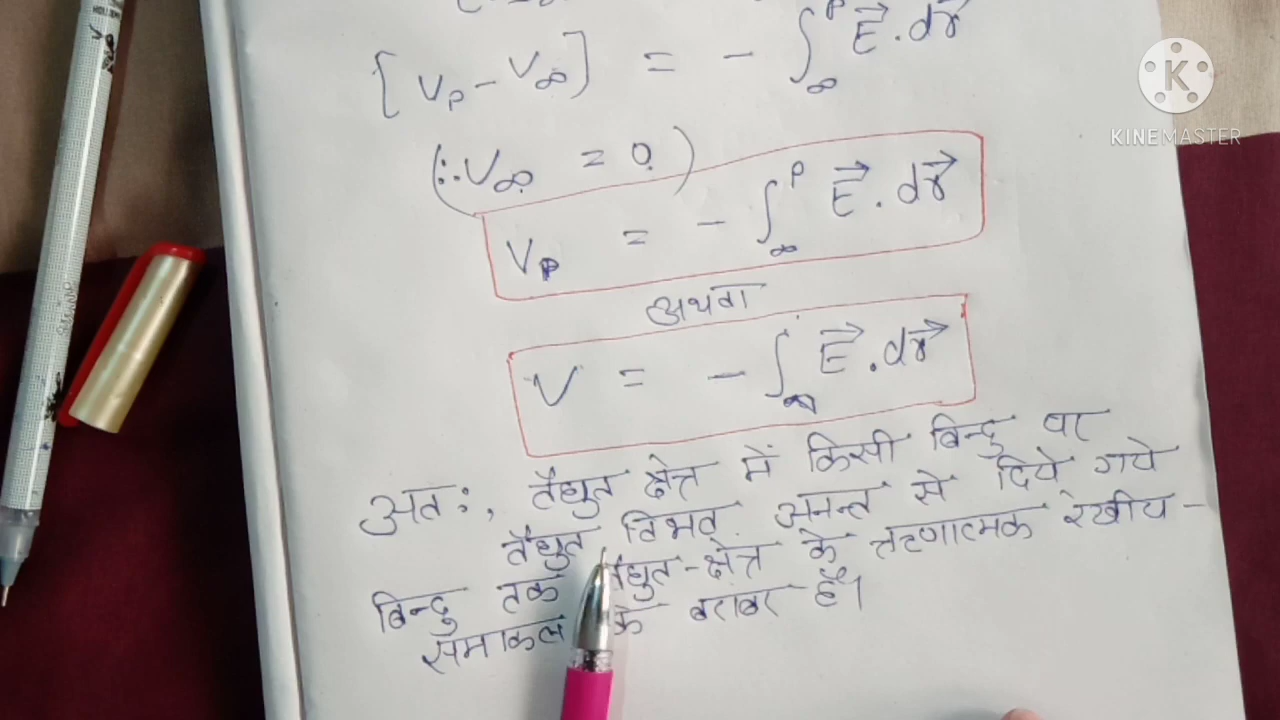 [V_P - V_∞] = - ∫_∞^P E⃗ . dr⃗
(∵ V_∞ = 0)
V_P = - ∫_∞^P E⃗ . dr⃗
अथवा
V = - ∫_∞ E⃗ . dr⃗
अतः, वैद्युत क्षेत्र में किसी बिन्दु पर
वैद्युत विभव, अनन्त से दिये गये
बिन्दु तक वैद्युत-क्षेत्र के ऋणात्मक रेखीय-
समाकल के बराबर है।
K
KINEMASTER